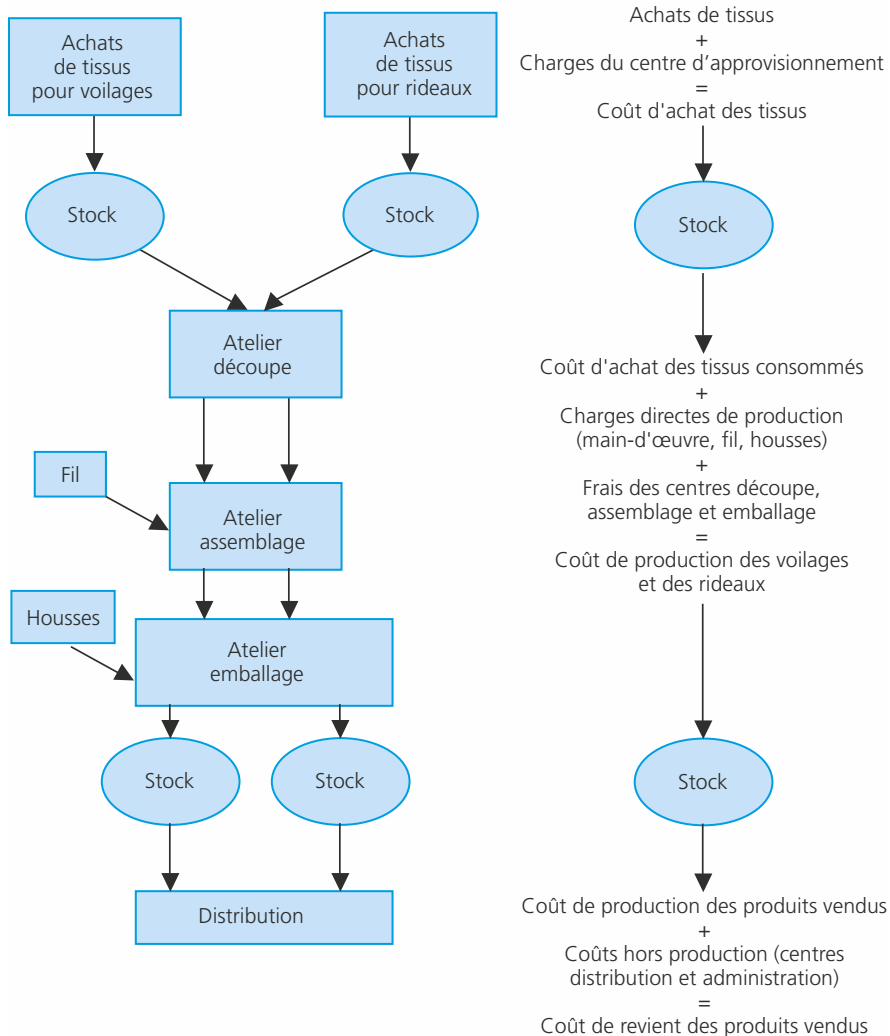 Achats
de tissus
pour voilages
Achats
de tissus
pour rideaux
Stock
Stock
Atelier
découpe
Fil
Atelier
assemblage
Housses
Atelier
emballage
Stock
Stock
Distribution
Achats de tissus
+
Charges du centre d’approvisionnement
=
Coût d'achat des tissus
Stock
Coût d'achat des tissus consommés
+
Charges directes de production
(main-d'œuvre, fil, housses)
+
Frais des centres découpe,
assemblage et emballage
=
Coût de production des voilages
et des rideaux
Stock
Coût de production des produits vendus
+
Coûts hors production (centres
distribution et administration)
=
Coût de revient des produits vendus